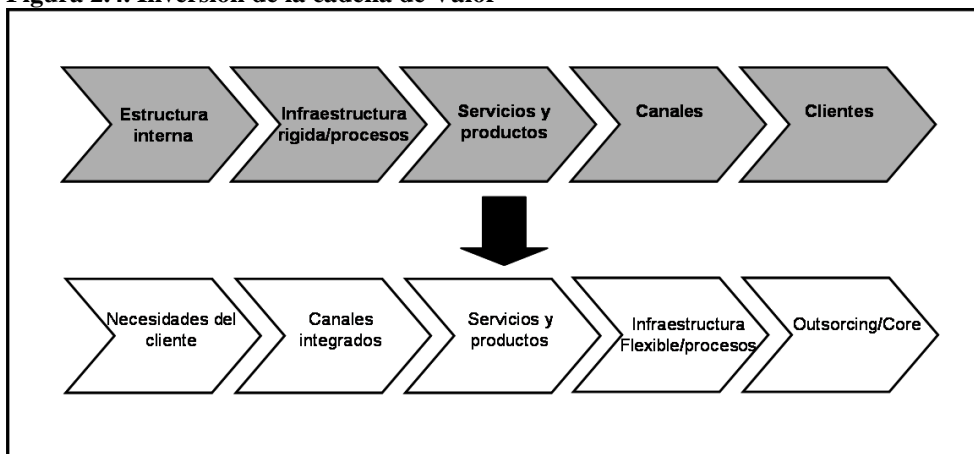 Figura 2.4. Inversión de la cadena de Valor
Estructura
interna
Infraestructura
rigida/procesos
Servicios y
productos
Canales
Clientes
Necesidades del
cliente
Canales
integrados
Servicios y
productos
Infraestructura
Flexible/procesos
Outsorcing/Core